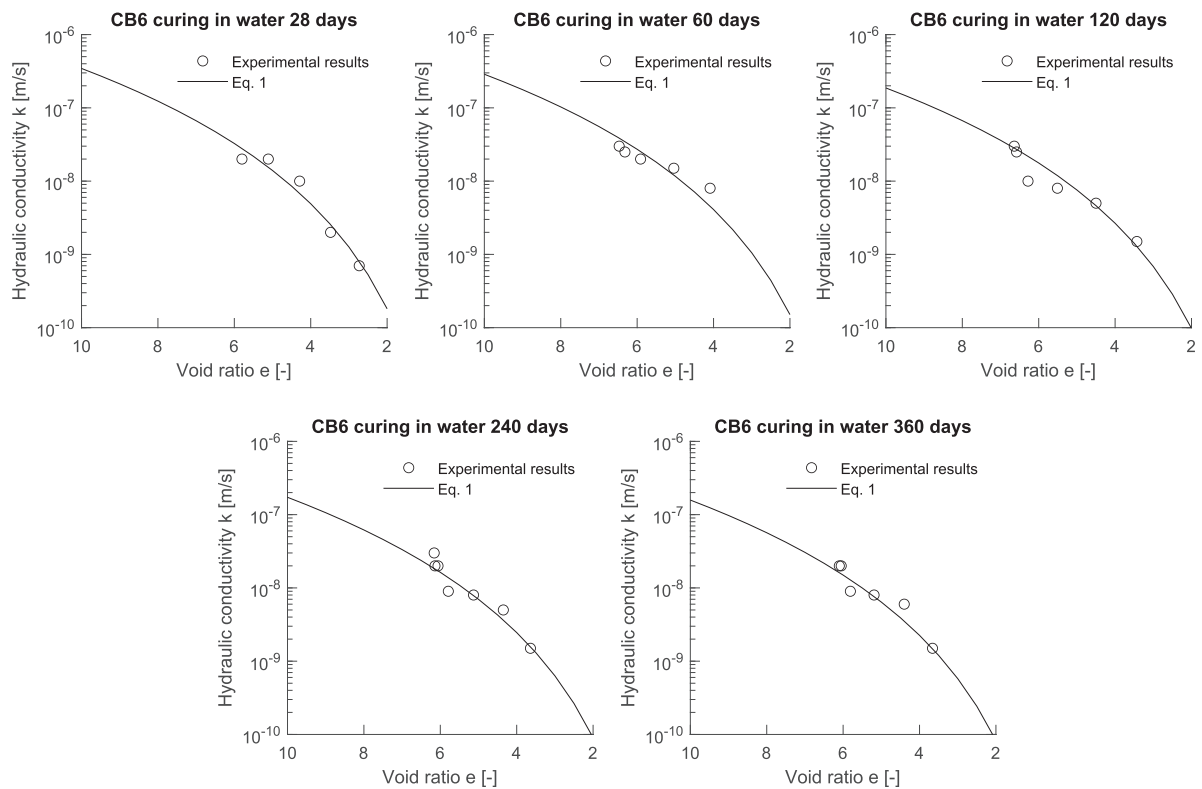 CB6 curing in water 28 days
10-6
10-7
10-8
10-9
10-10
Hydraulic conductivity k [m/s]
Experimental results
Eq. 1
10 8 6 4 2
Void ratio e [-]
CB6 curing in water 60 days
10-6
10-7
10-8
10-9
10-10
Hydraulic conductivity k [m/s]
Experimental results
Eq. 1
10 8 6 4 2
Void ratio e [-]
CB6 curing in water 120 days
10-6
10-7
10-8
10-9
10-10
Hydraulic conductivity k [m/s]
Experimental results
Eq. 1
10 8 6 4 2
Void ratio e [-]
CB6 curing in water 240 days
10-6
10-7
10-8
10-9
10-10
Hydraulic conductivity k [m/s]
Experimental results
Eq. 1
10 8 6 4 2
Void ratio e [-]
CB6 curing in water 360 days
10-6
10-7
10-8
10-9
10-10
Hydraulic conductivity k [m/s]
Experimental results
Eq. 1
10 8 6 4 2
Void ratio e [-]